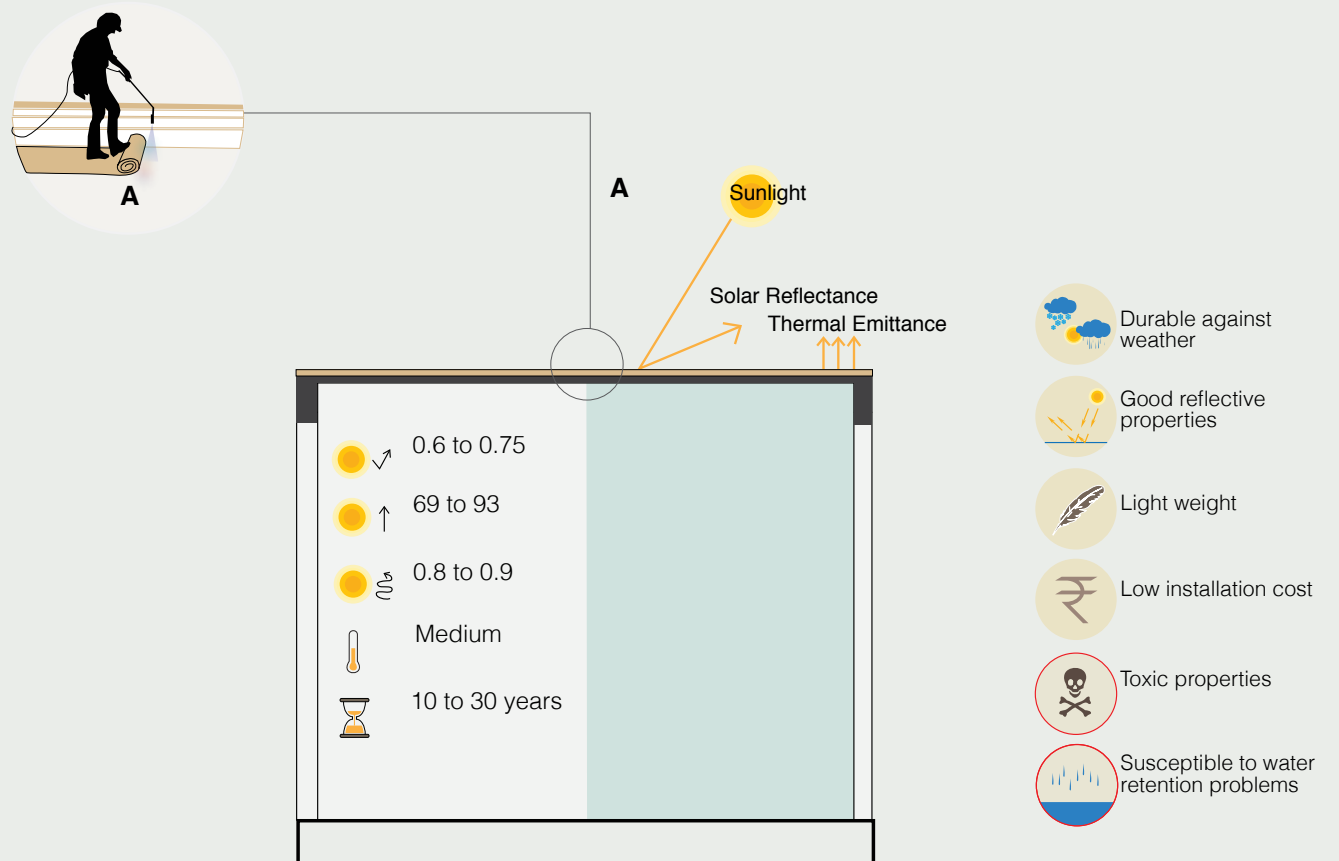 A
A
Sunlight
Solar Reflectance
Thermal Emittance
0.6 to 0.75
69 to 93
0.8 to 0.9
Medium
10 to 30 years
Durable against
weather
Good reflective
properties
Light weight
₹
Low installation cost
Toxic properties
Susceptible to water
retention problems